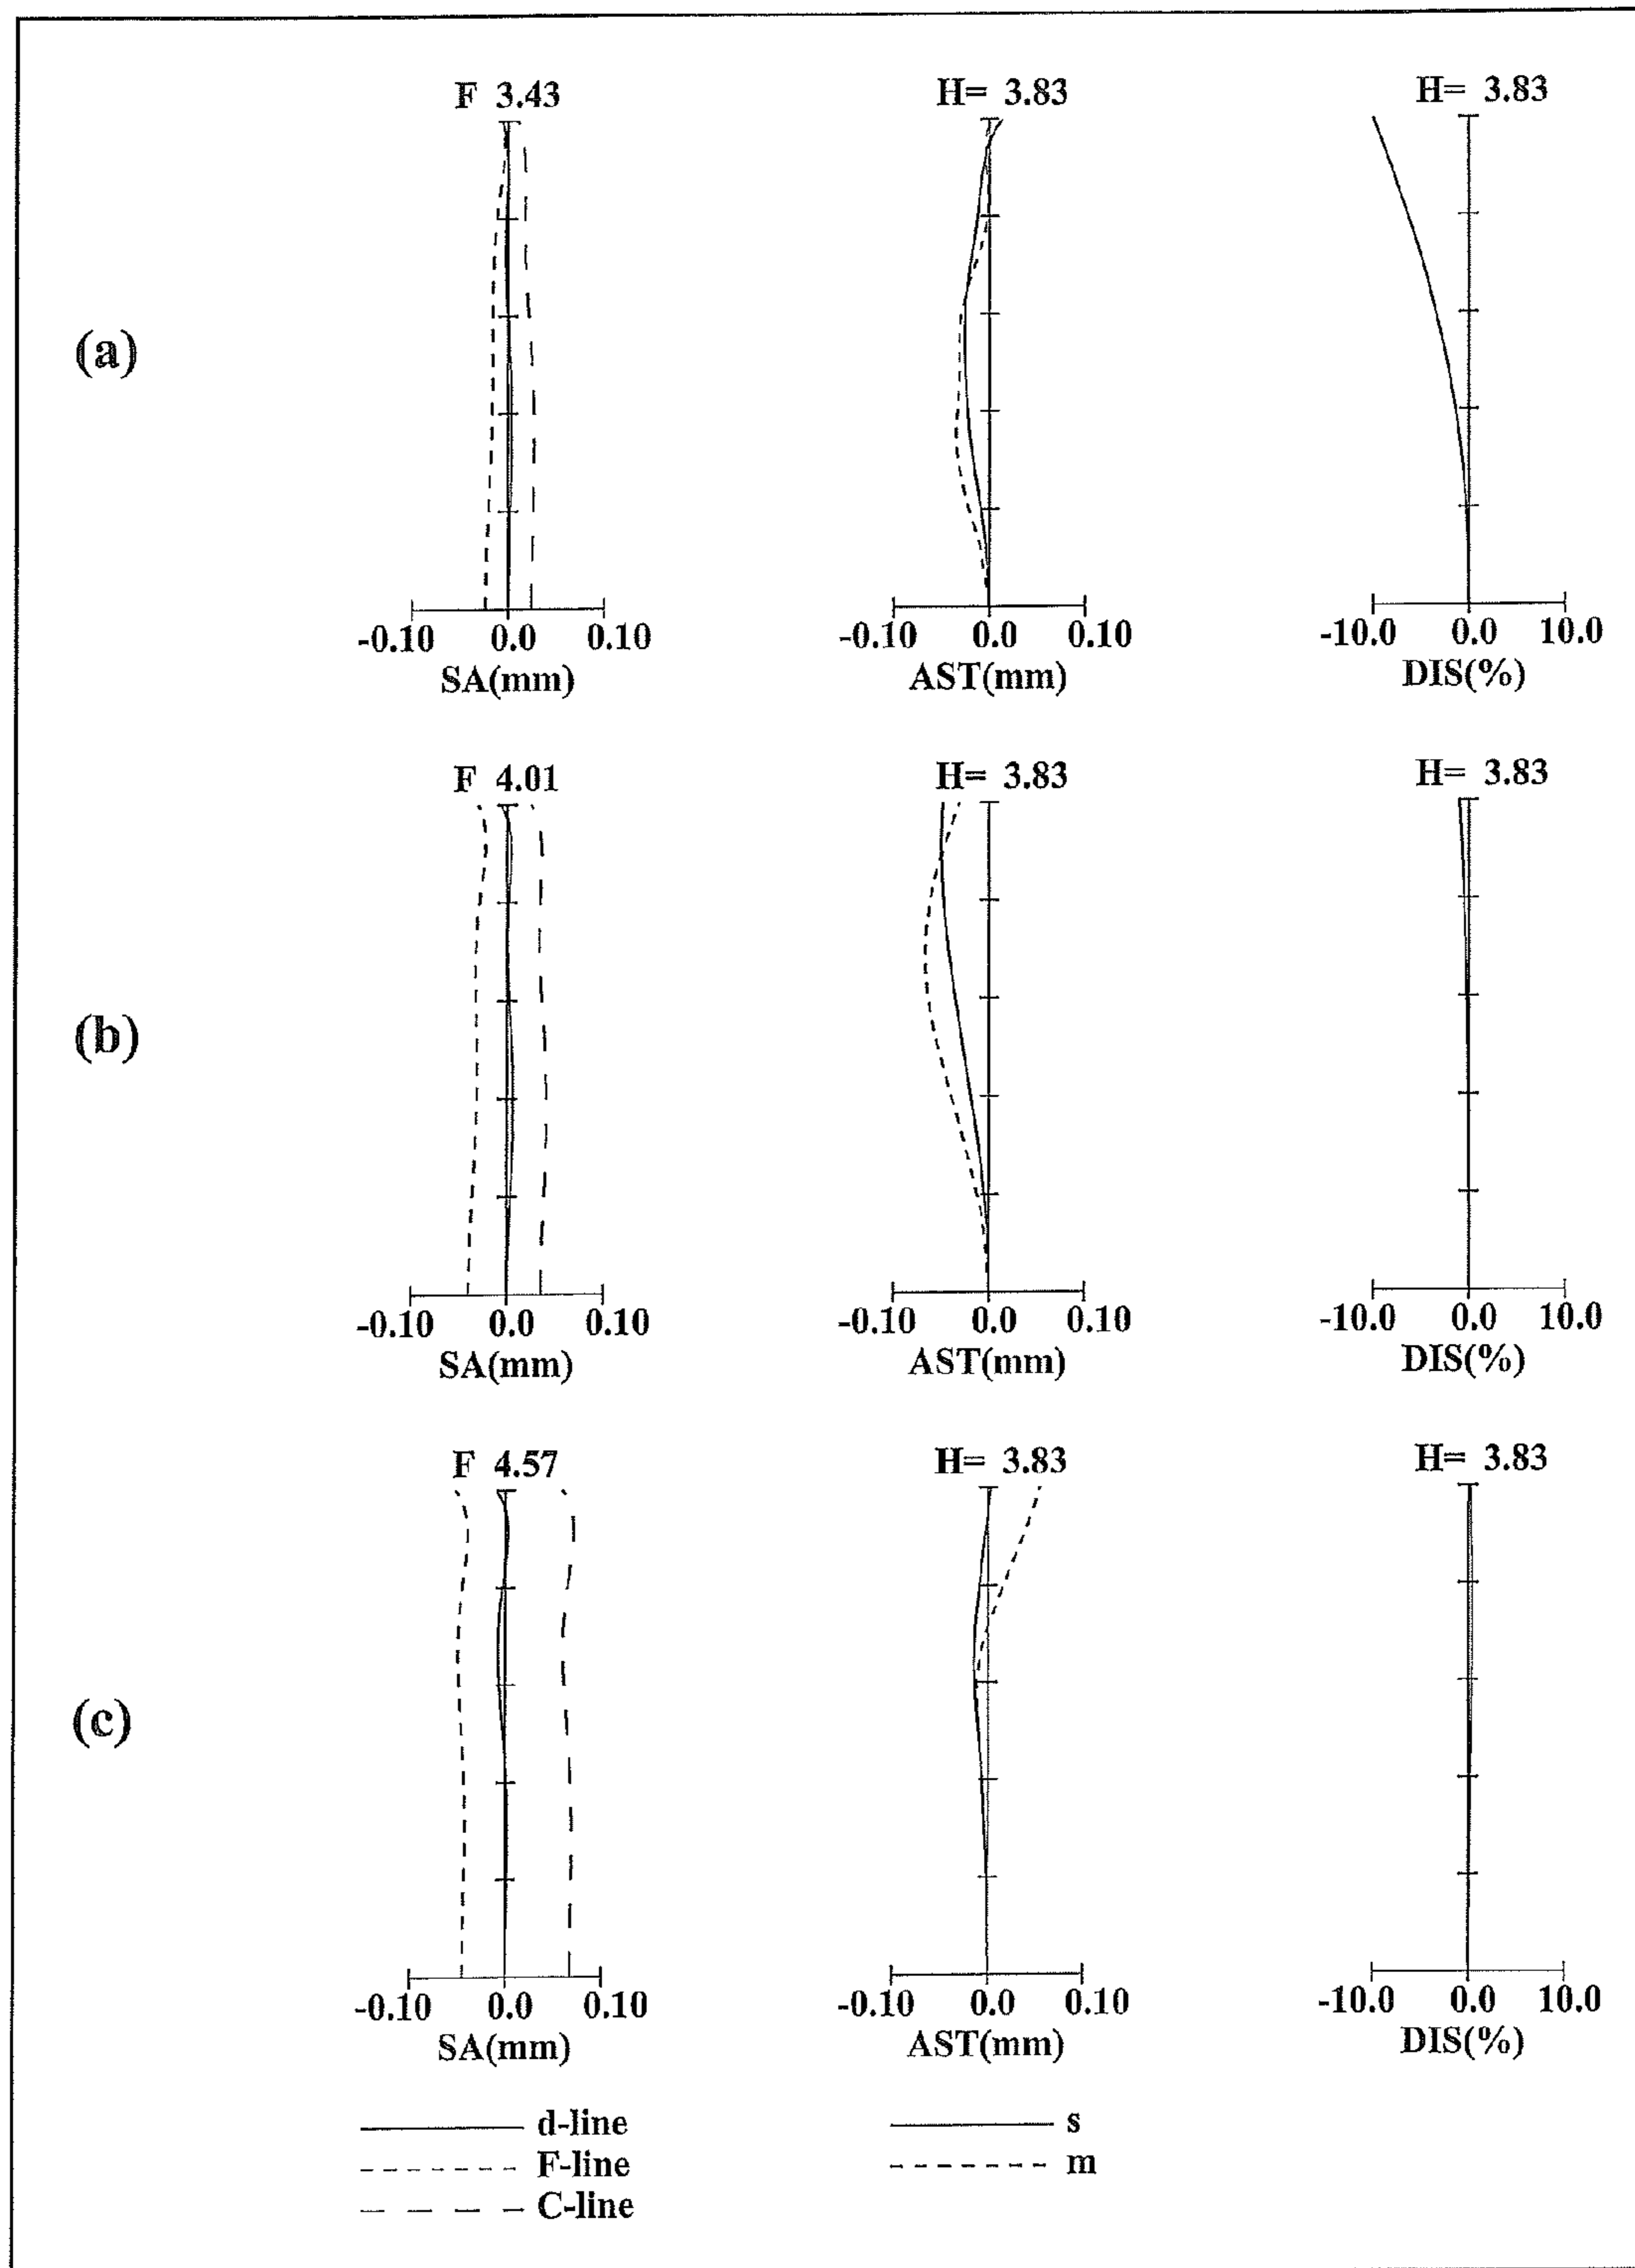 F 3.43 H= 3.83 H= 3.83
(a)
-0.10 0.0 0.10 -0.10 0.0 0.10 -10.0 0.0 10.0
SA(mm) AST(mm) DIS(%)
F 4.01 H= 3.83 H= 3.83
(b)
-0.10 0.0 0.10 -0.10 0.0 0.10 -10.0 0.0 10.0
SA(mm) AST(mm) DIS(%)
F 4.57 H= 3.83 H= 3.83
(c)
-0.10 0.0 0.10 -0.10 0.0 0.10 -10.0 0.0 10.0
SA(mm) AST(mm) DIS(%)
d-line s
F-line m
C-line